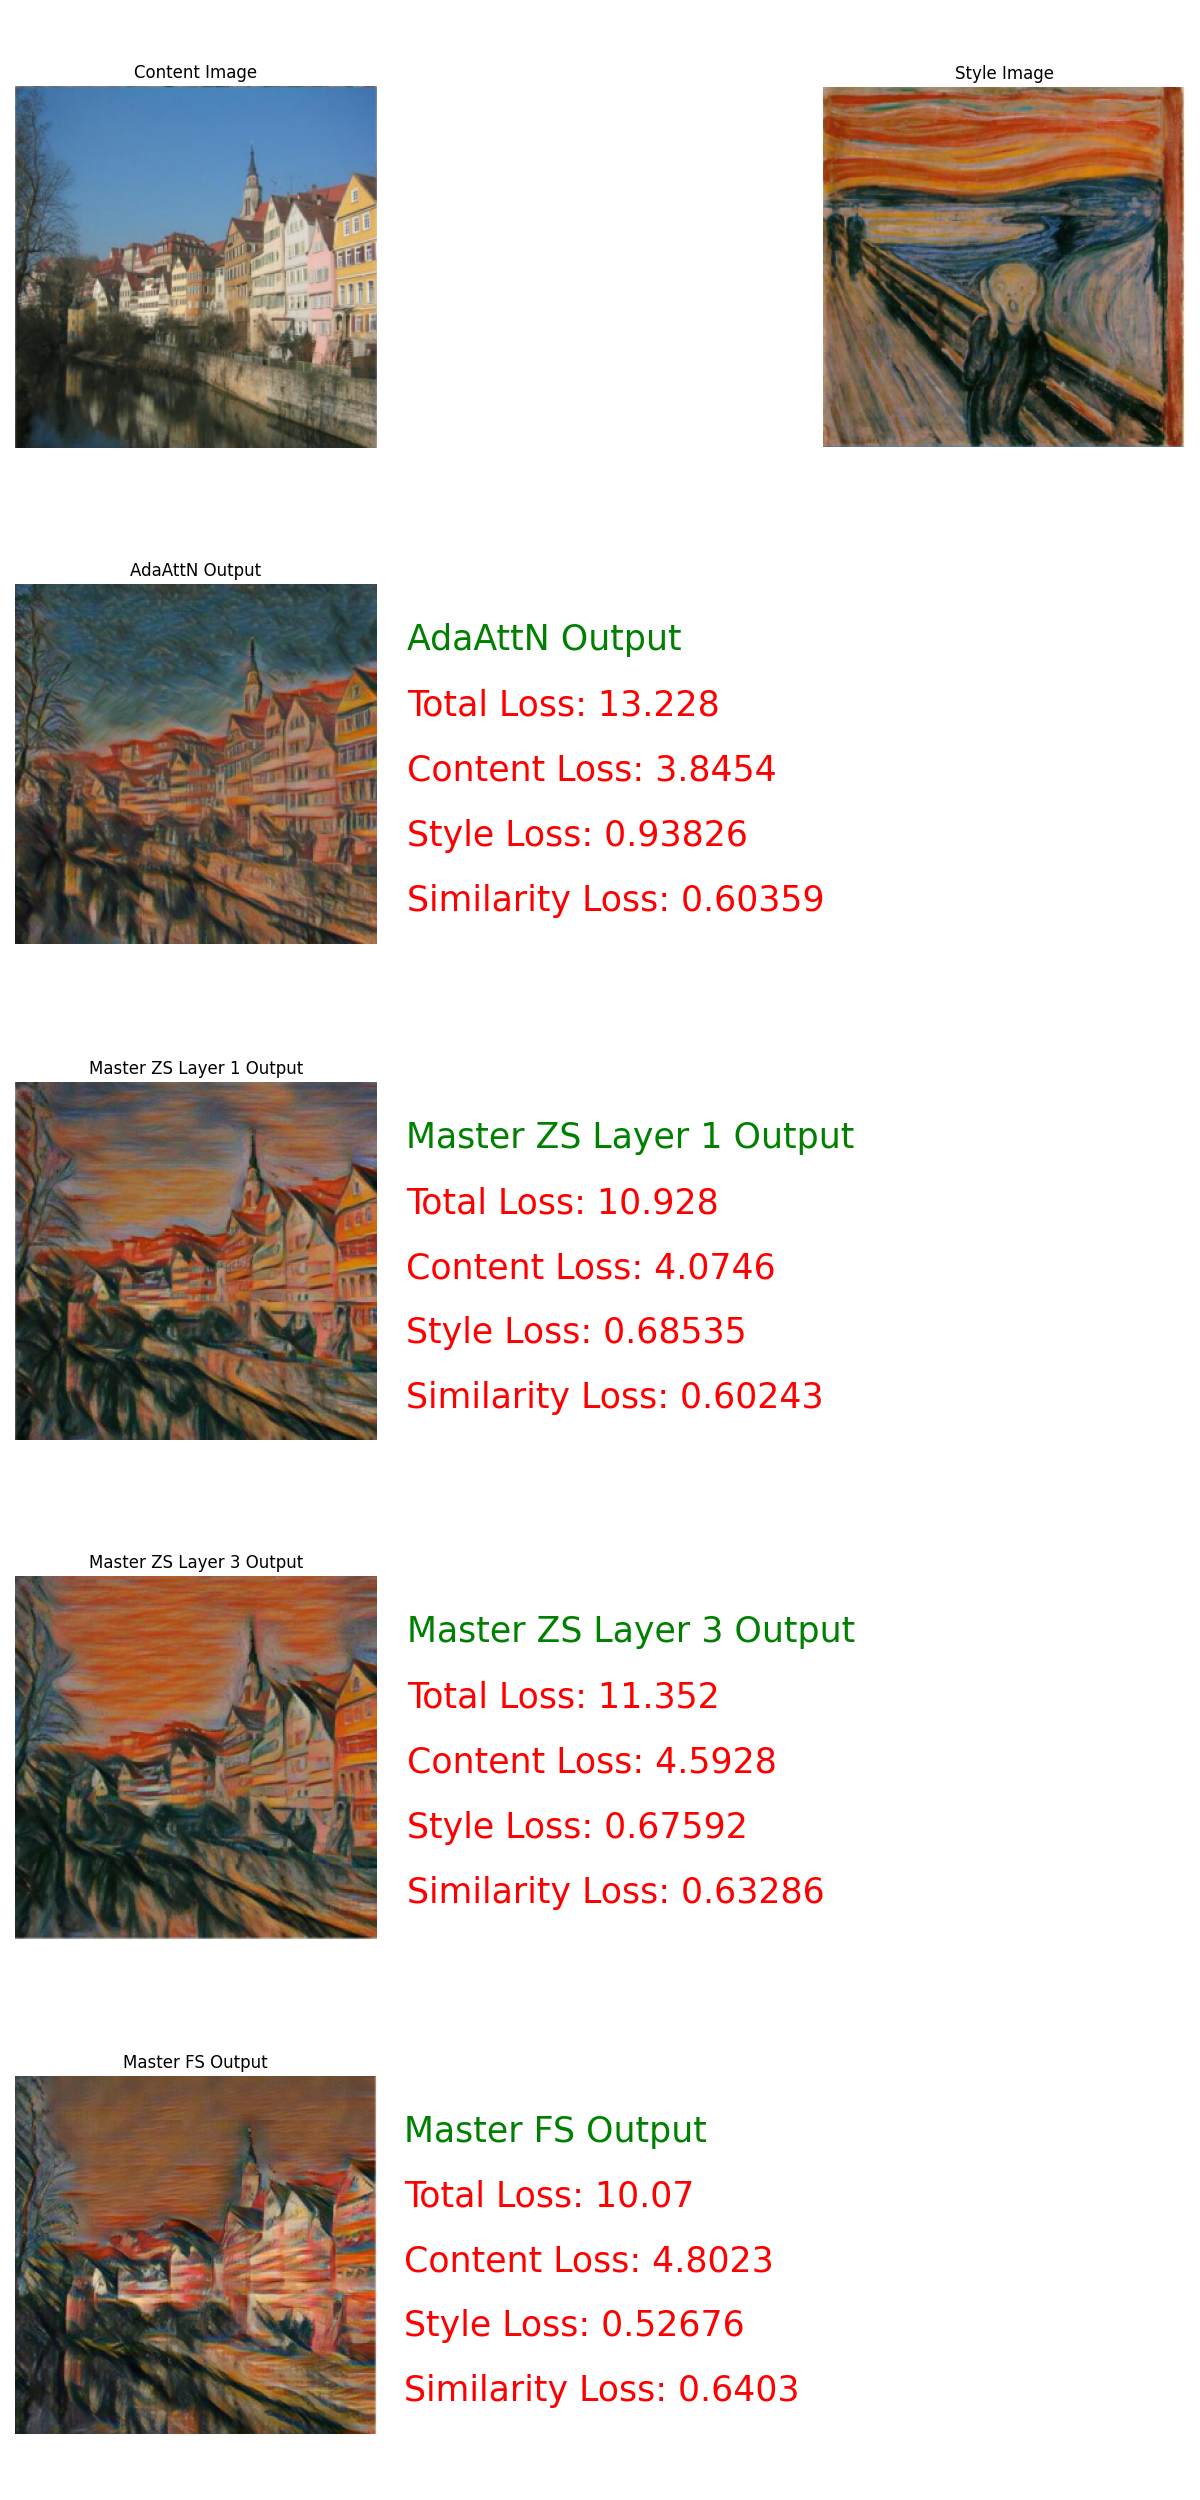 Content Image
Style Image
AdaAttN Output
AdaAttN Output
Total Loss: 13.228
Content Loss: 3.8454
Style Loss: 0.93826
Similarity Loss: 0.60359
Master ZS Layer 1 Output
Master ZS Layer 1 Output
Total Loss: 10.928
Content Loss: 4.0746
Style Loss: 0.68535
Similarity Loss: 0.60243
Master ZS Layer 3 Output
Master ZS Layer 3 Output
Total Loss: 11.352
Content Loss: 4.5928
Style Loss: 0.67592
Similarity Loss: 0.63286
Master FS Output
Master FS Output
Total Loss: 10.07
Content Loss: 4.8023
Style Loss: 0.52676
Similarity Loss: 0.6403